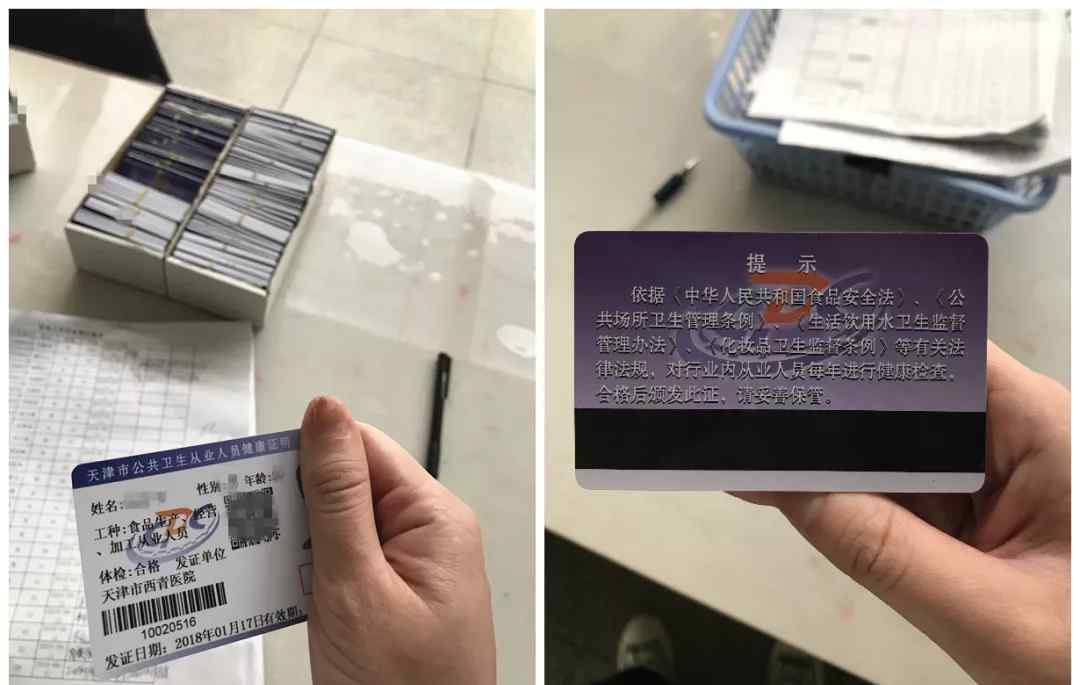 天津市公共卫生从业人员健康证明
姓名:
性别: 年龄:
工种:食品生产、经营
、加工从业人员
体检:合格 发证单位
天津市西青医院
10020516
发证日期: 2018年01月17日有效期:
提 示
依据《中华人民共和国食品安全法》、《公
共场所卫生管理条例》、《生活饮用水卫生监督
管理办法》、《化妆品卫生监督条例》等有关法
律法规，对行业内从业人员每年进行健康检查。
合格后颁发此证，请妥善保管。